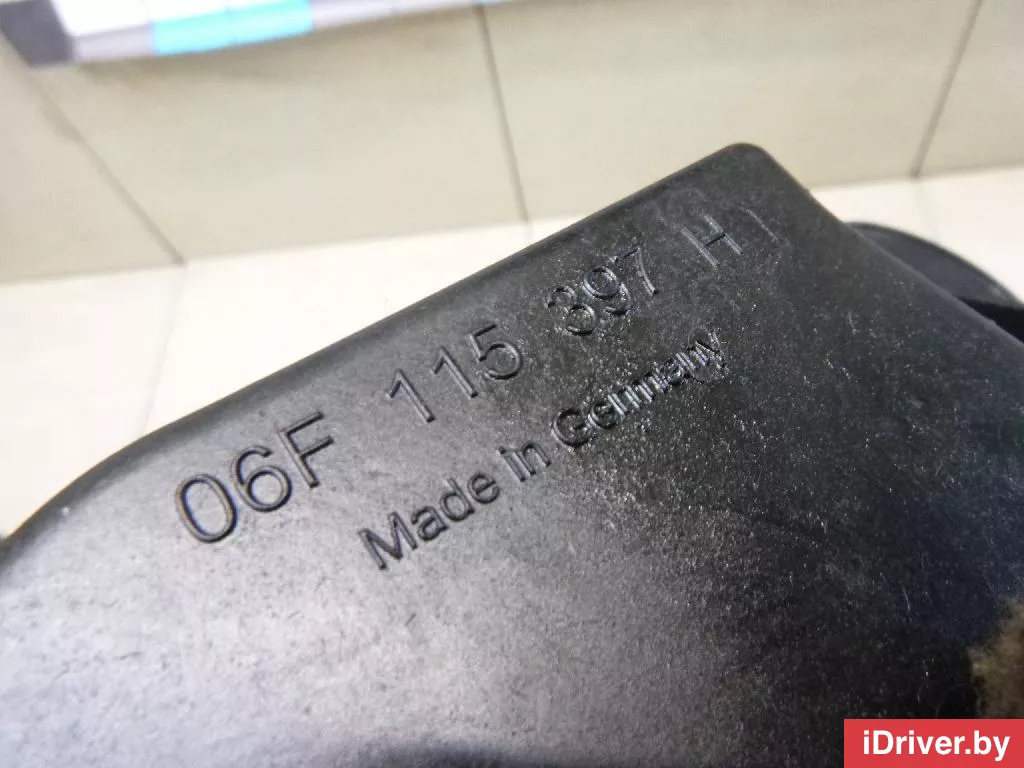 06F 115 397 H
Made in Germany
iDriver.by